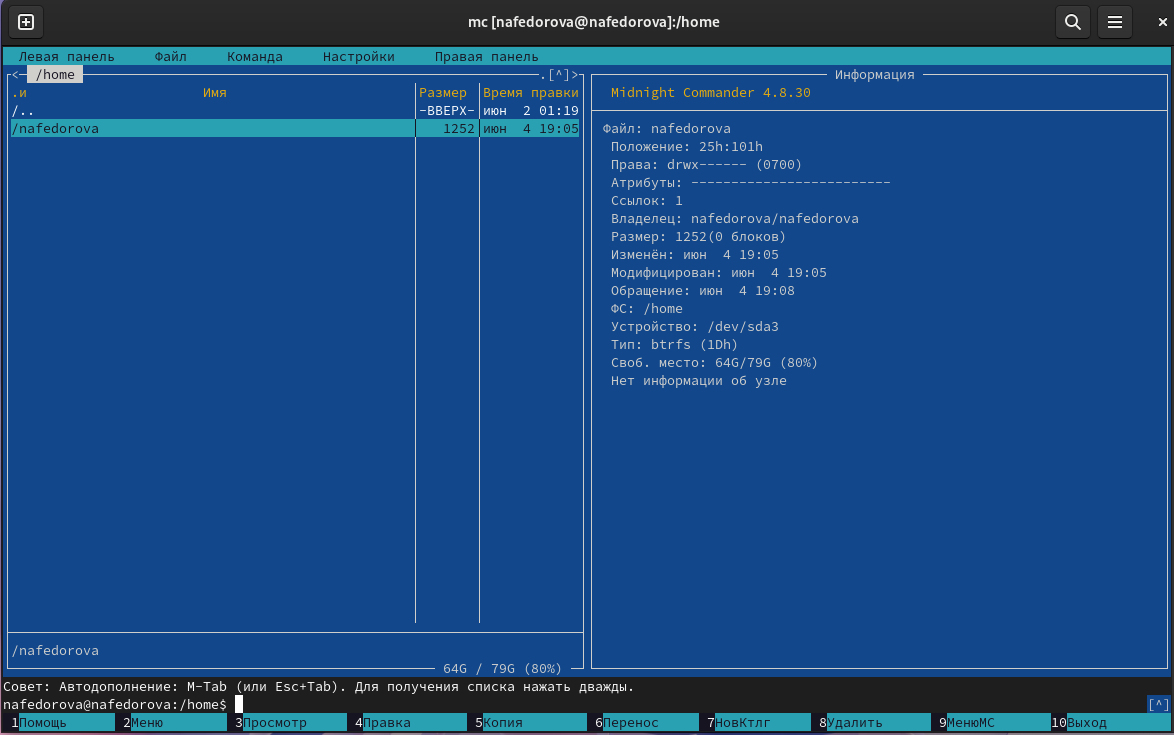 mc [nafedorova@nafedorova]:/home
Левая панель Файл Команда Настройки Правая панель
<- /home .[^]>
.и Имя Размер Время правки
/.. -ВВЕРХ- июн 2 01:19
/nafedorova 1252 июн 4 19:05
/nafedorova
64G / 79G (80%)
Информация
Midnight Commander 4.8.30
Файл: nafedorova
Положение: 25h:101h
Права: drwx------ (0700)
Атрибуты: -------------------------
Ссылок: 1
Владелец: nafedorova/nafedorova
Размер: 1252(0 блоков)
Изменён: июн 4 19:05
Модифицирован: июн 4 19:05
Обращение: июн 4 19:08
ФС: /home
Устройство: /dev/sda3
Тип: btrfs (1Dh)
Своб. место: 64G/79G (80%)
Нет информации об узле
Совет: Автодополнение: M-Tab (или Esc+Tab). Для получения списка нажать дважды.
nafedorova@nafedorova:/home$ [^]
1Помощь 2Меню 3Просмотр 4Правка 5Копия 6Перенос 7НовКтлг 8Удалить 9МенюMC 10Выход